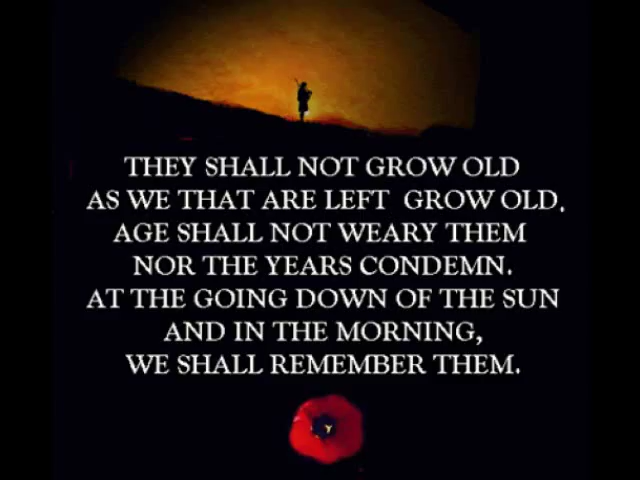 THEY SHALL NOT GROW OLD
AS WE THAT ARE LEFT GROW OLD,
AGE SHALL NOT WEARY THEM
NOR THE YEARS CONDEMN.
AT THE GOING DOWN OF THE SUN
AND IN THE MORNING,
WE SHALL REMEMBER THEM.